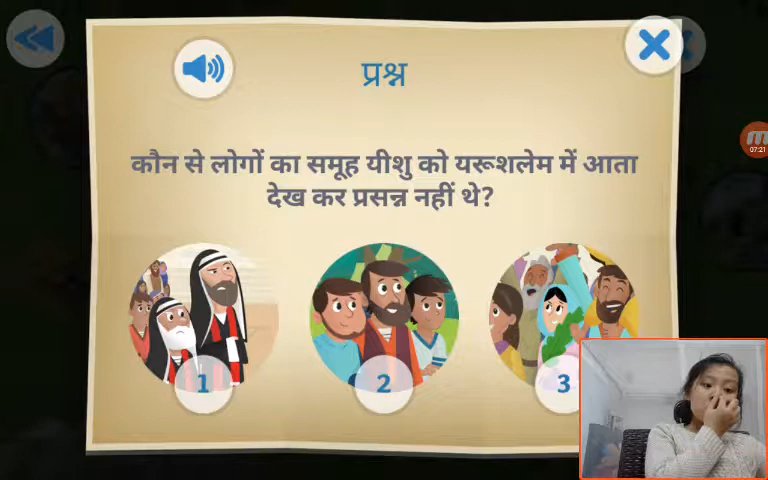 प्रश्न
07:21
कौन से लोगों का समूह यीशु को यरूशलेम में आता
देख कर प्रसन्न नहीं थे?
1
2
3